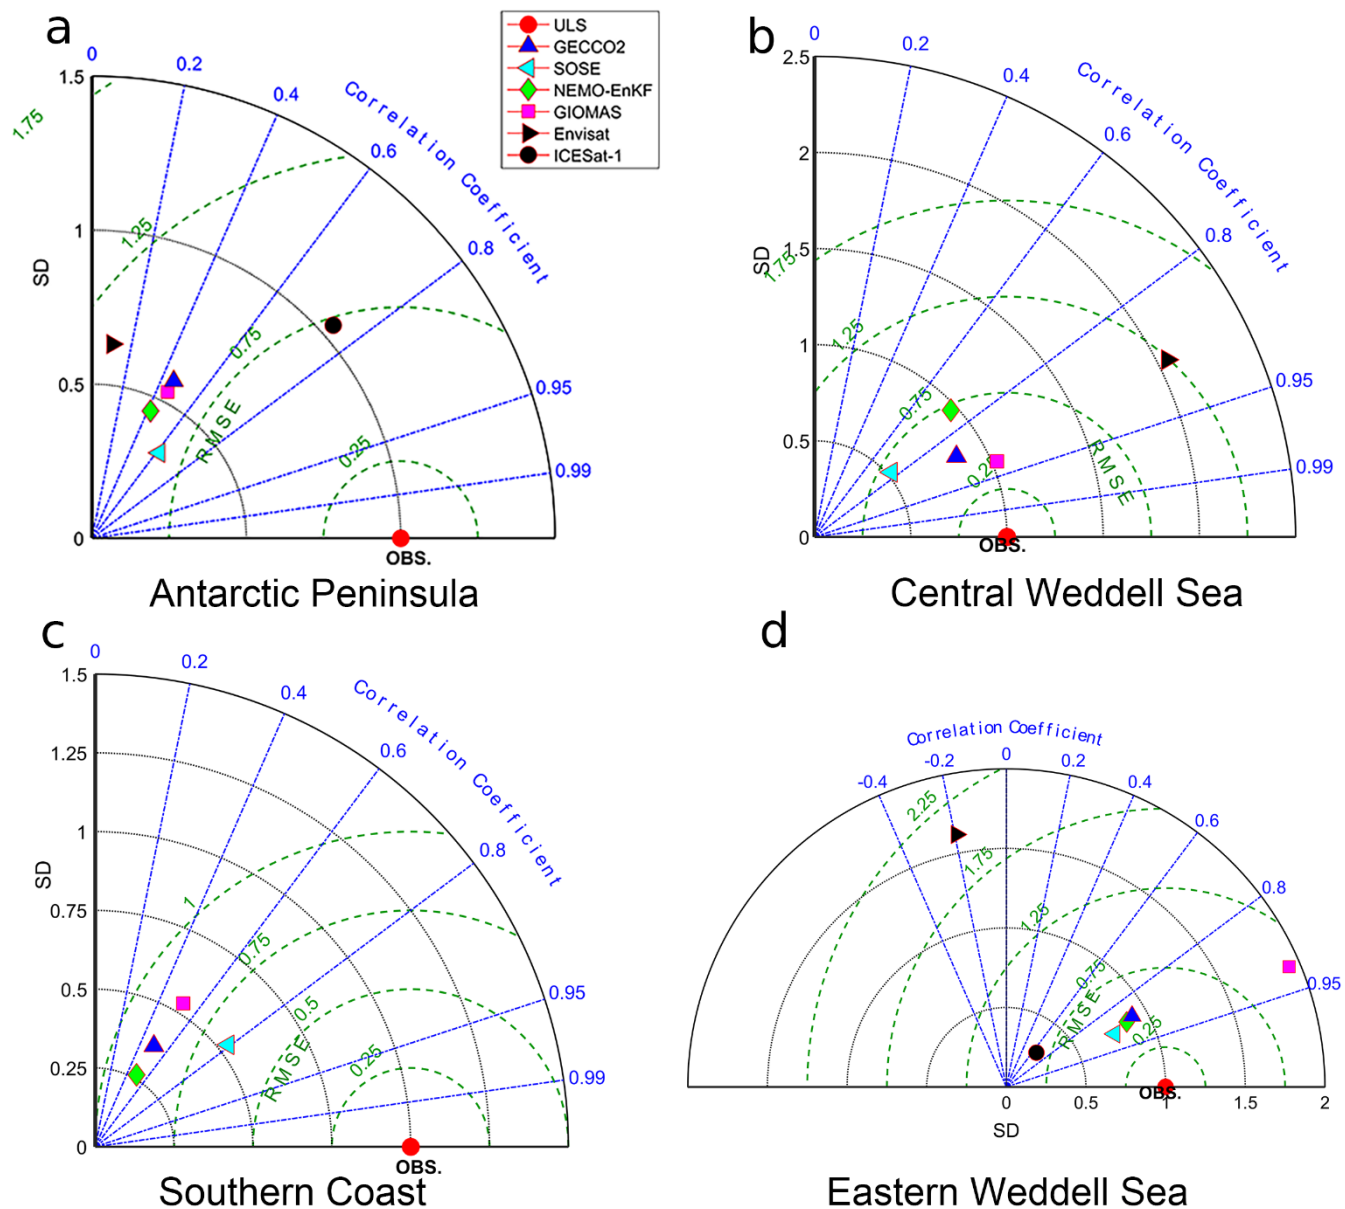 a
ULS
GECCO2
SOSE
NEMO-EnKF
GIOMAS
Envisat
ICESat-1
0
0.2
0.4
0.6
0.8
0.95
0.99
Correlation Coefficient
1.5
1
0.5
0
SD
1.75
1.25
0.75
0.25
RMSE
OBS.
Antarctic Peninsula
b
0
0.2
0.4
0.6
0.8
0.95
0.99
Correlation Coefficient
2.5
2
1.5
1
0.5
0
SD
1.75
1.25
0.75
0.25
RMSE
OBS.
Central Weddell Sea
c
0
0.2
0.4
0.6
0.8
0.95
0.99
Correlation Coefficient
1.5
1.25
1
0.75
0.5
0.25
0
SD
1
0.75
0.5
0.25
RMSE
OBS.
Southern Coast
d
Correlation Coefficient
-0.4
-0.2
0
0.2
0.4
0.6
0.8
0.95
2.25
1.75
1.25
0.75
0.25
RMSE
OBS.
0
0.5
1
1.5
2
SD
Eastern Weddell Sea